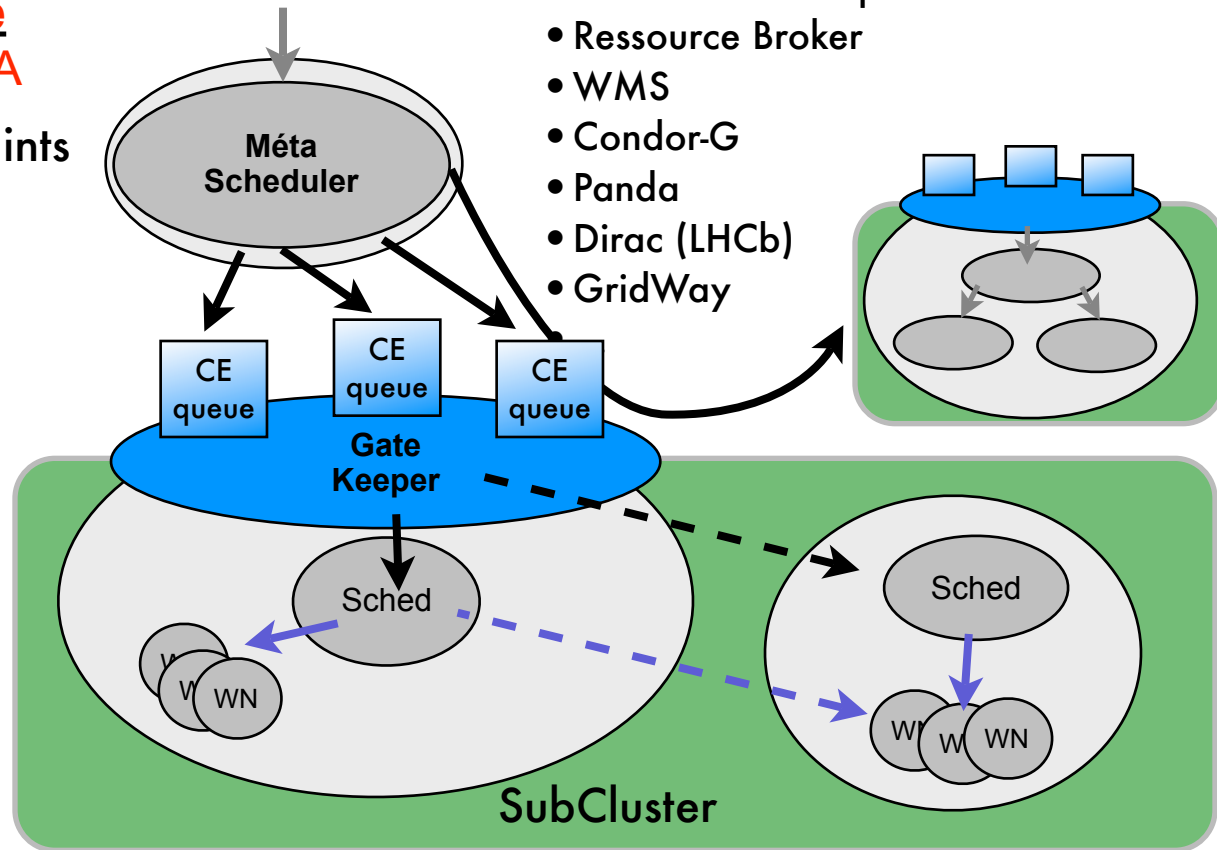 A
ints
• Ressource Broker
• WMS
• Condor-G
• Panda
• Dirac (LHCb)
• GridWay
Méta
Scheduler
CE
queue
CE
queue
CE
queue
Gate
Keeper
Sched
WN
Sched
WN
SubCluster